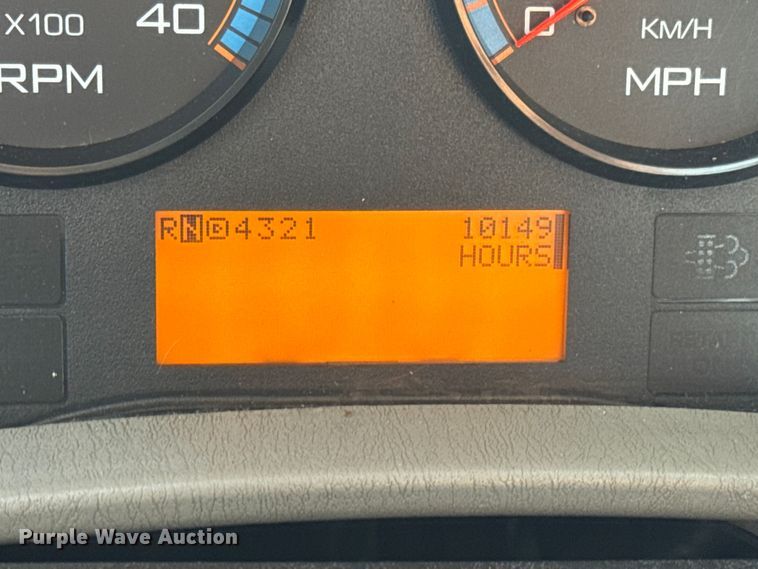 X100 40
RPM
0 KM/H
MPH
RND4321 10149
HOURS
Purple Wave Auction